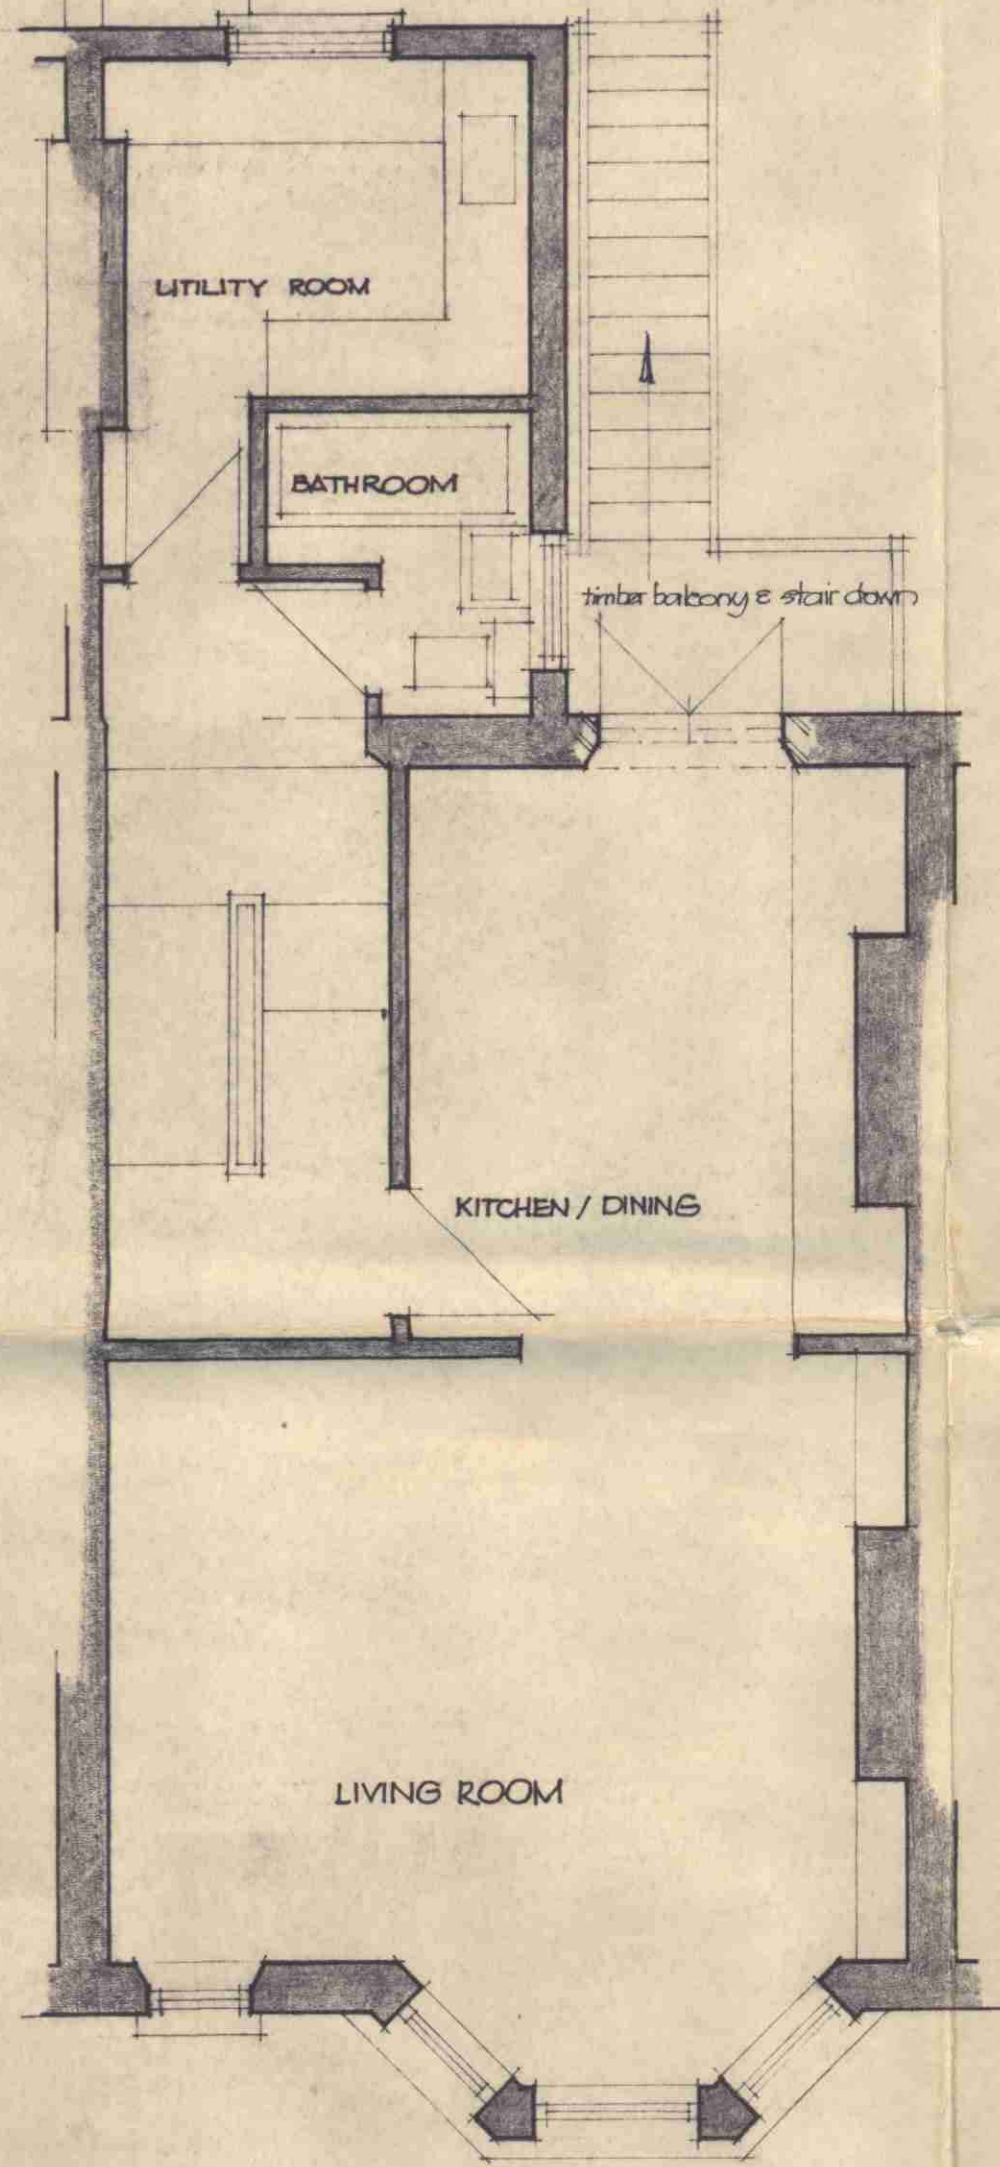 UTILITY ROOM
BATHROOM
timber balcony & stair down
KITCHEN / DINING
LIVING ROOM